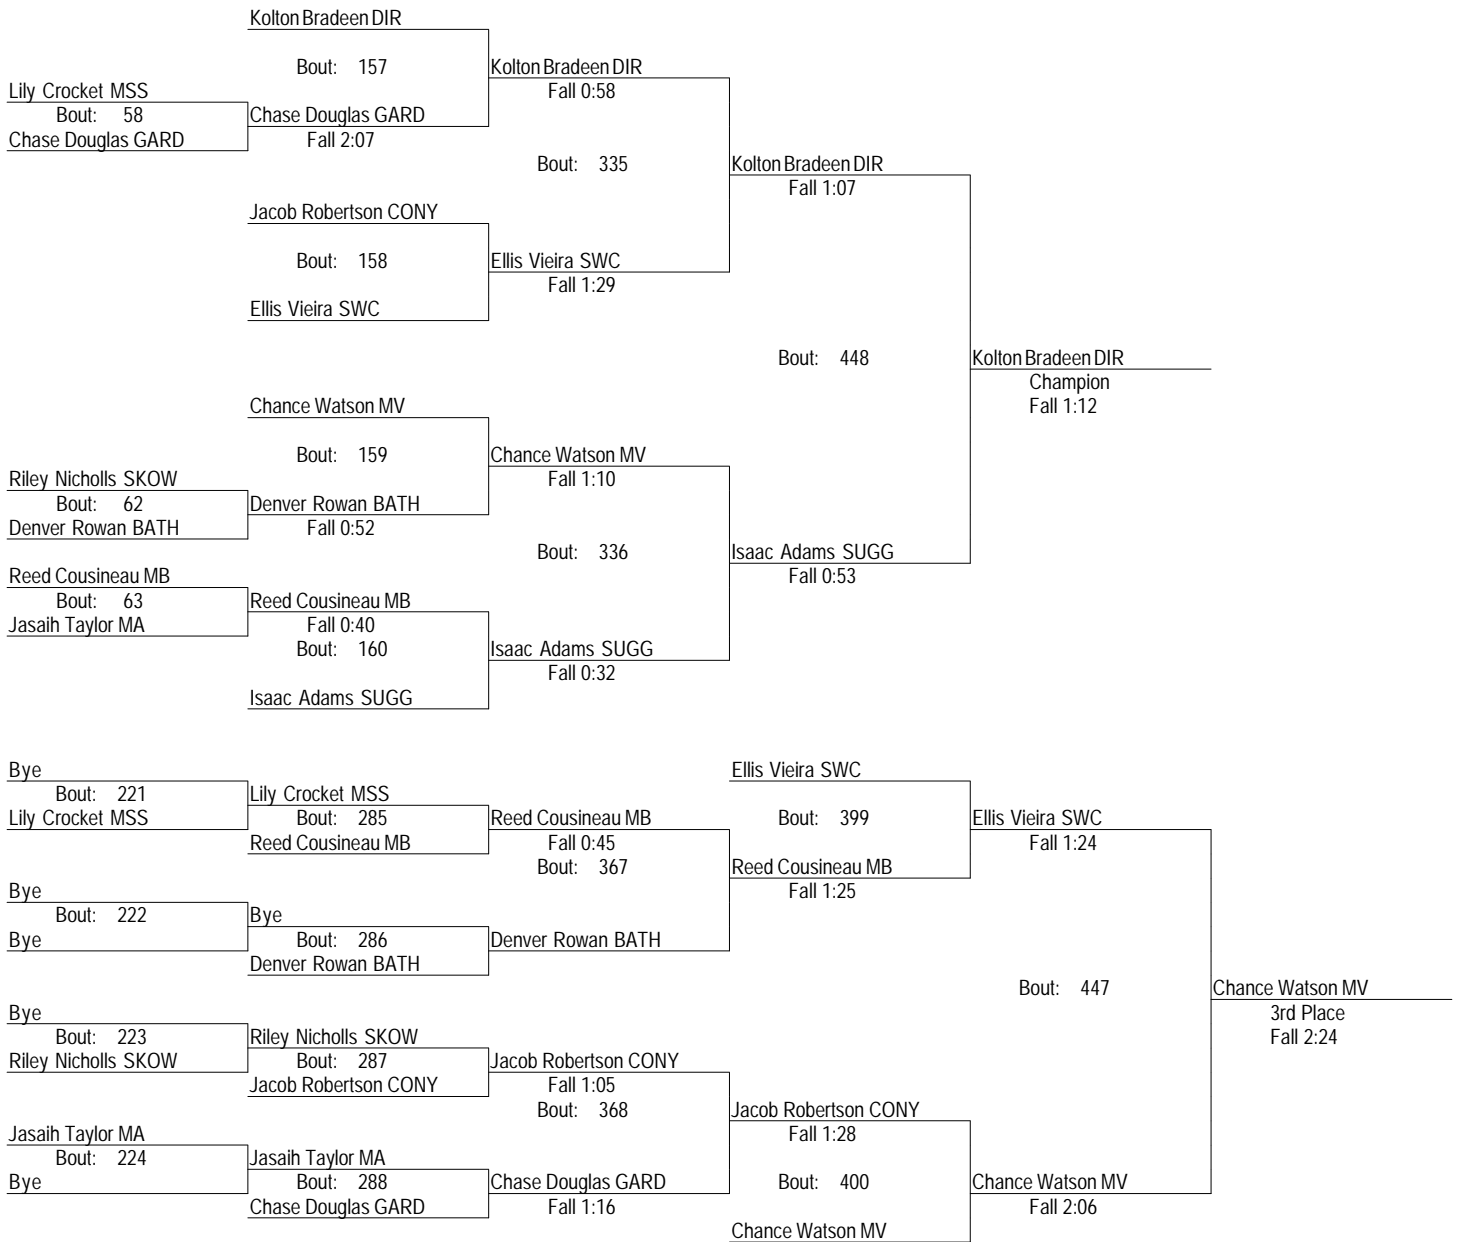 Kolton Bradeen DIR
Bout: 157
Kolton Bradeen DIR
Lily Crocket MSS
Fall 0:58
Bout: 58
Chase Douglas GARD
Chase Douglas GARD
Fall 2:07
Bout: 335
Kolton Bradeen DIR
Fall 1:07
Jacob Robertson CONY
Bout: 158
Ellis Vieira SWC
Fall 1:29
Ellis Vieira SWC
Bout: 448
Kolton Bradeen DIR
Champion
Fall 1:12
Chance Watson MV
Bout: 159
Chance Watson MV
Riley Nicholls SKOW
Fall 1:10
Bout: 62
Denver Rowan BATH
Denver Rowan BATH
Fall 0:52
Bout: 336
Isaac Adams SUGG
Reed Cousineau MB
Fall 0:53
Bout: 63
Reed Cousineau MB
Jasaih Taylor MA
Fall 0:40
Bout: 160
Isaac Adams SUGG
Fall 0:32
Isaac Adams SUGG
Bye
Ellis Vieira SWC
Bout: 221
Lily Crocket MSS
Lily Crocket MSS
Bout: 285
Reed Cousineau MB
Bout: 399
Ellis Vieira SWC
Reed Cousineau MB
Fall 0:45
Fall 1:24
Bout: 367
Reed Cousineau MB
Bye
Fall 1:25
Bout: 222
Bye
Bye
Bout: 286
Denver Rowan BATH
Denver Rowan BATH
Bout: 447
Chance Watson MV
Bye
3rd Place
Bout: 223
Riley Nicholls SKOW
Fall 2:24
Riley Nicholls SKOW
Bout: 287
Jacob Robertson CONY
Jacob Robertson CONY
Fall 1:05
Bout: 368
Jacob Robertson CONY
Jasaih Taylor MA
Fall 1:28
Bout: 224
Jasaih Taylor MA
Bye
Bout: 288
Chase Douglas GARD
Bout: 400
Chance Watson MV
Chase Douglas GARD
Fall 1:16
Fall 2:06
Chance Watson MV